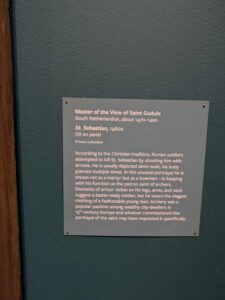 Master of the View of Saint Gudule
South Netherlandish, about 1470–1490
St. Sebastian, 1480s
Oil on panel
Private collection
According to the Christian tradition, Roman soldiers
attempted to kill St. Sebastian by shooting him with
arrows. He is usually depicted semi-nude, his body
pierced multiple times. In this unusual portrayal he is
shown not as a martyr but as a bowman—in keeping
with his function as the patron saint of archers.
Elements of armor visible on his legs, arms, and neck
suggest a battle-ready soldier, but he wears the elegant
clothing of a fashionable young man. Archery was a
popular pastime among wealthy city-dwellers in
15th-century Europe and whoever commissioned this
portrayal of the saint may have requested it specifically.